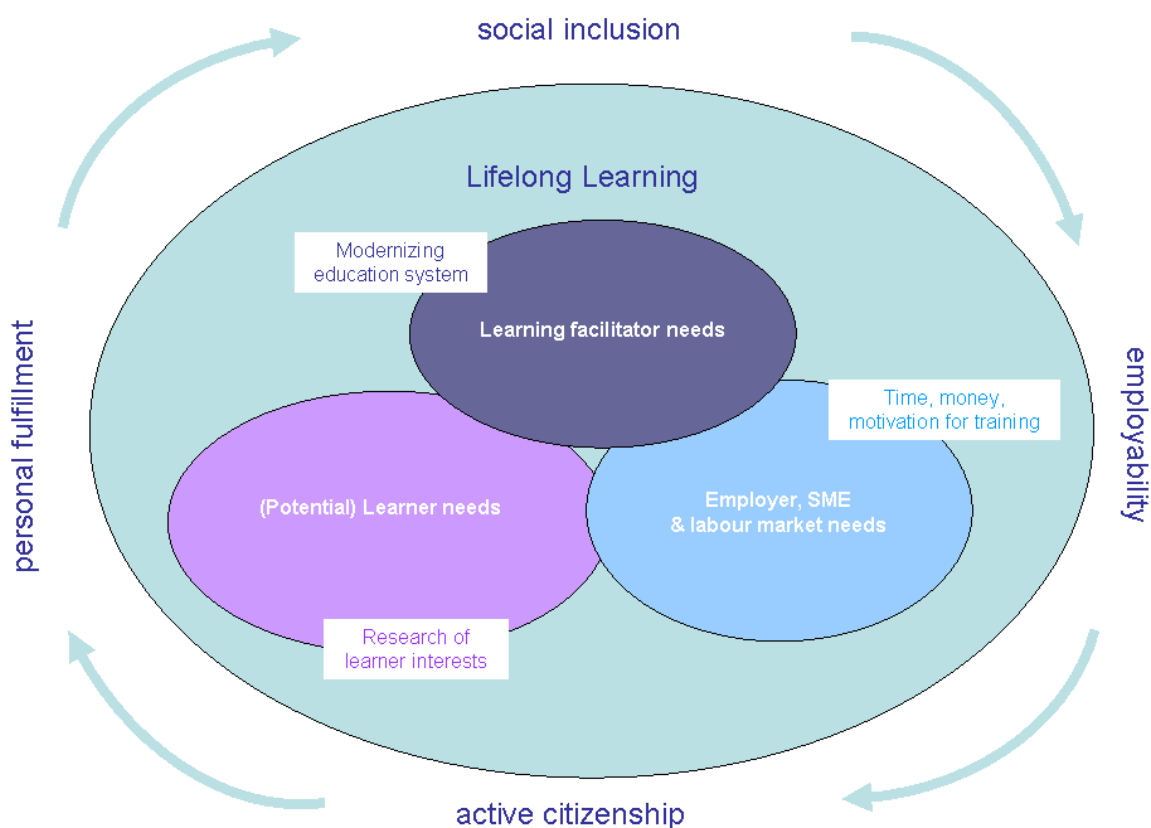 social inclusion
Lifelong Learning
Modernizing
education system
Learning facilitator needs
Time, money,
motivation for training
personal fulfillment
employability
(Potential) Learner needs
Employer, SME
& labour market needs
Research of
learner interests
active citizenship